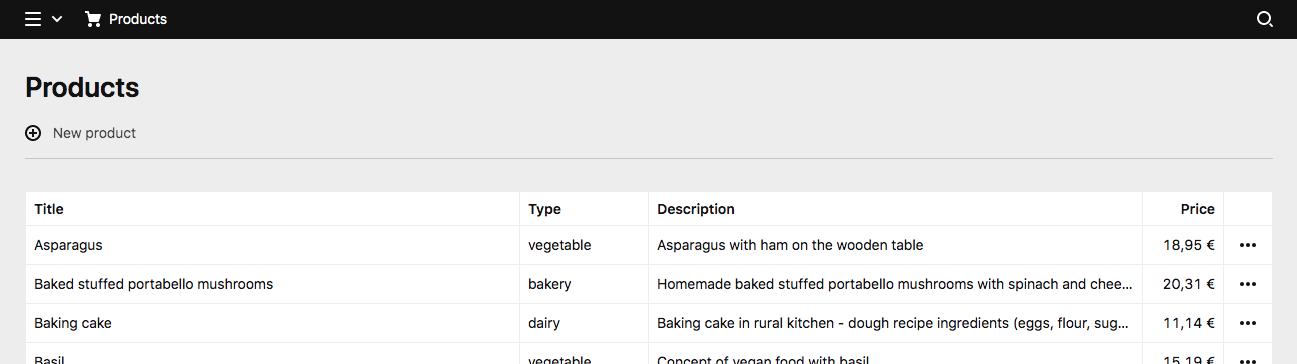 Products
Products
New product
Title Type Description Price
Asparagus vegetable Asparagus with ham on the wooden table 18,95 € •••
Baked stuffed portabello mushrooms bakery Homemade baked stuffed portabello mushrooms with spinach and chee... 20,31 € •••
Baking cake dairy Baking cake in rural kitchen - dough recipe ingredients (eggs, flour, sug... 11,14 € •••
Basil vegetable Concept of vegan food with basil 15,19 € •••